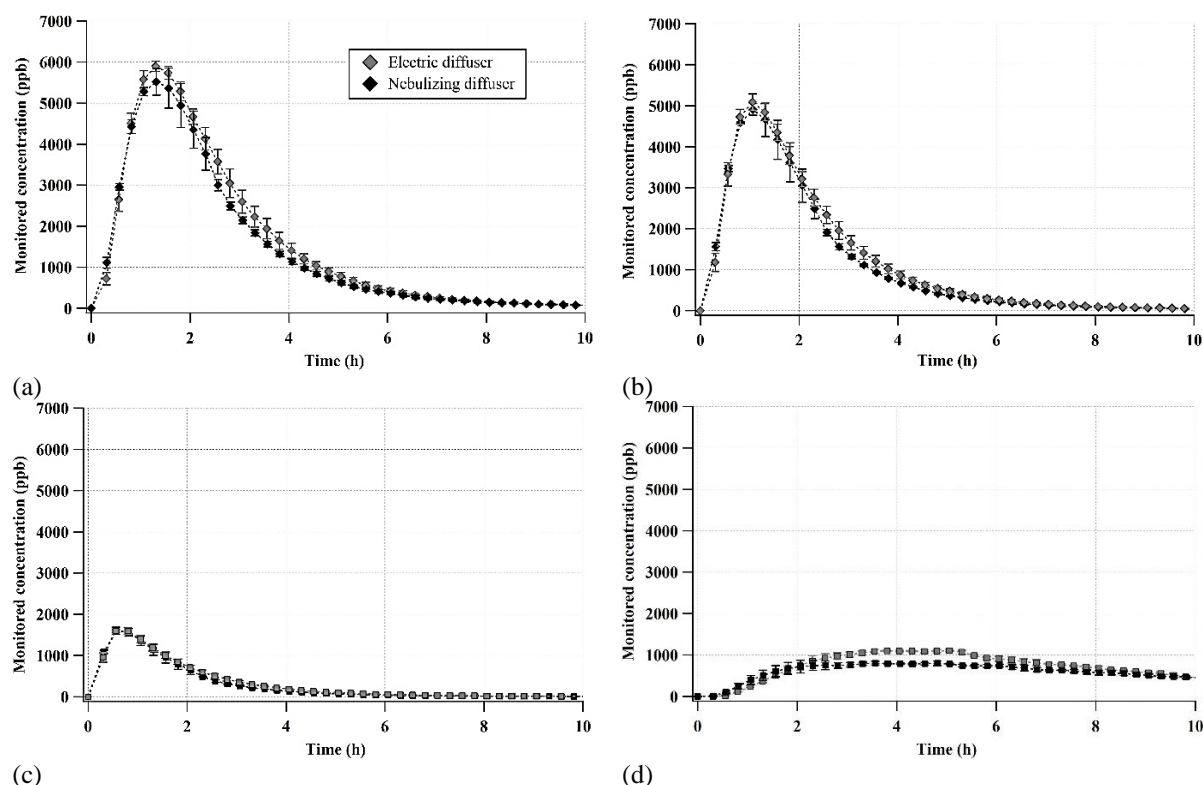 7000
6000
5000
4000
3000
2000
1000
0
Monitored concentration (ppb)
Electric diffuser
Nebulizing diffuser
0 2 4 6 8 10
Time (h)
(a)
7000
6000
5000
4000
3000
2000
1000
0
Monitored concentration (ppb)
0 2 4 6 8 10
Time (h)
(b)
7000
6000
5000
4000
3000
2000
1000
0
Monitored concentration (ppb)
0 2 4 6 8 10
Time (h)
(c)
7000
6000
5000
4000
3000
2000
1000
0
Monitored concentration (ppb)
0 2 4 6 8 10
Time (h)
(d)